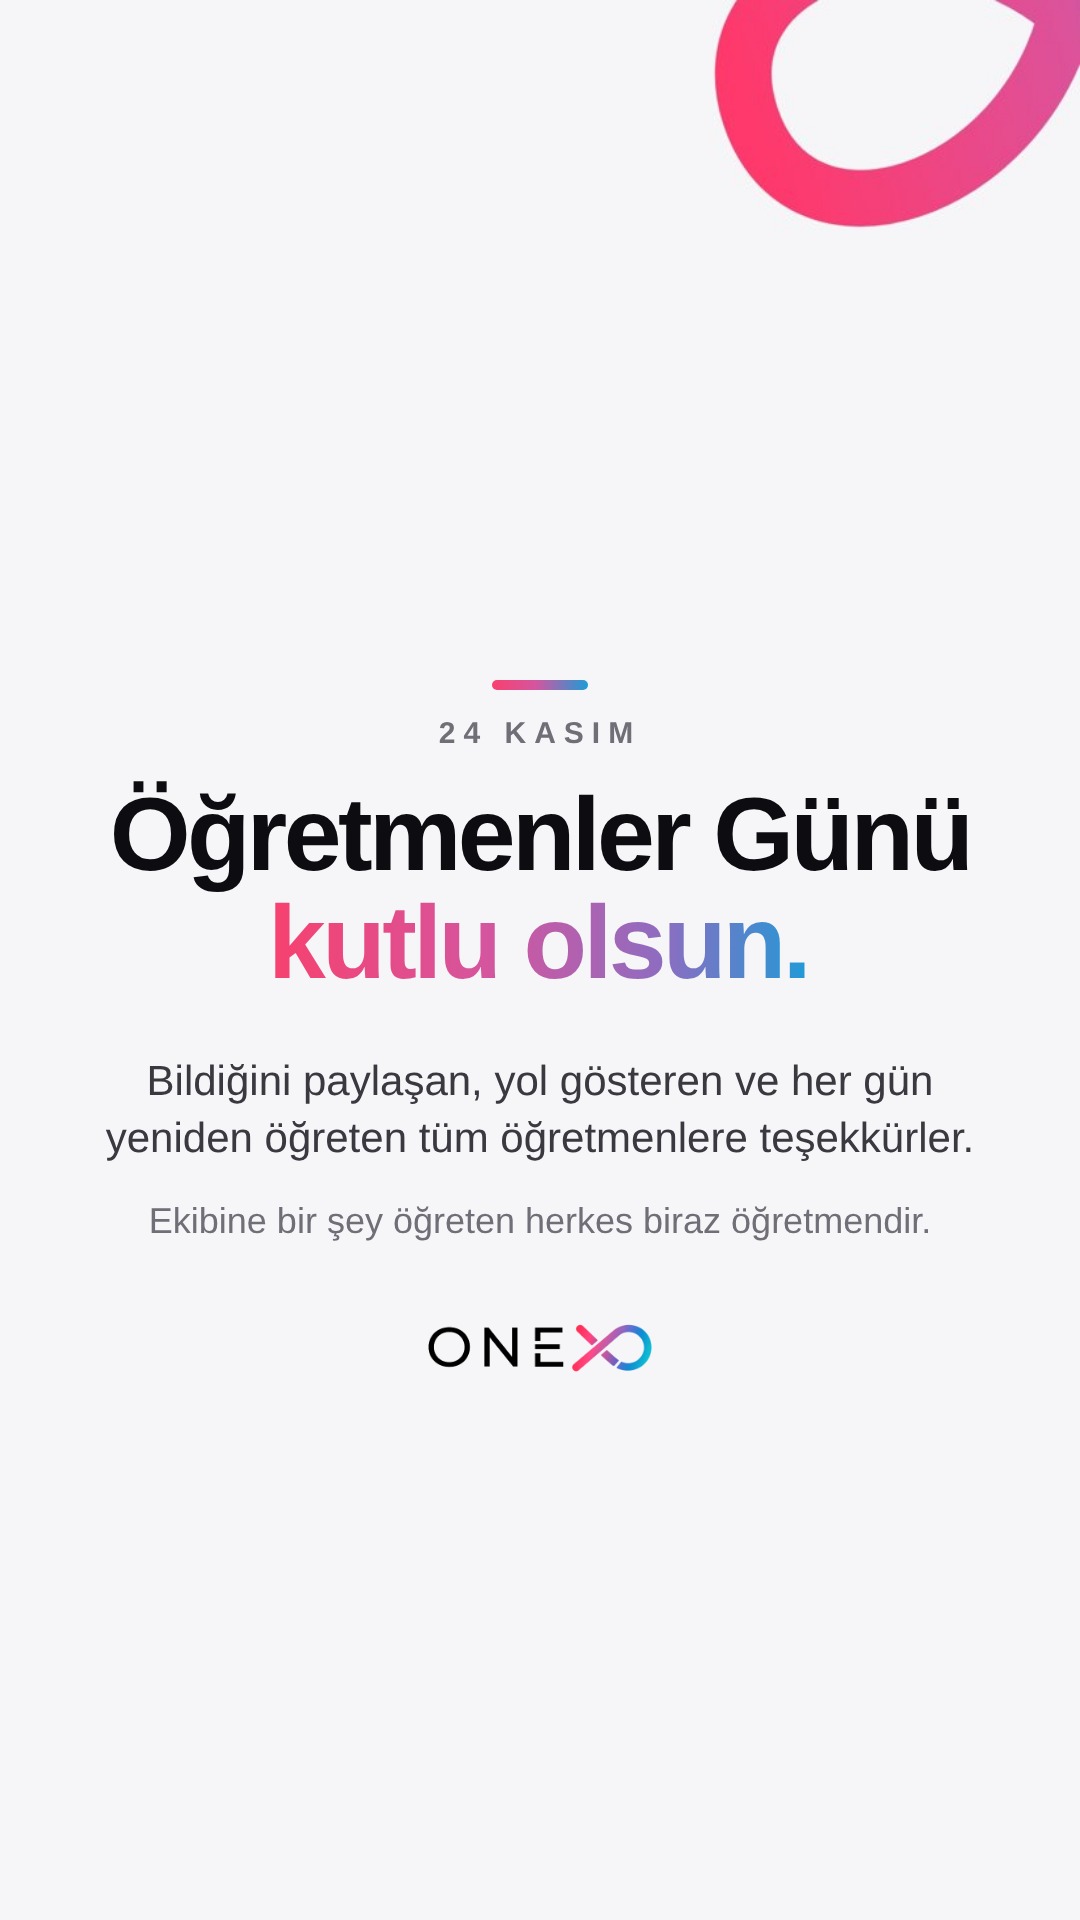 24 KASIM
Öğretmenler Günü
kutlu olsun.
Bildiğini paylaşan, yol gösteren ve her gün
yeniden öğreten tüm öğretmenlere teşekkürler.
Ekibine bir şey öğreten herkes biraz öğretmendir.
ONEXO